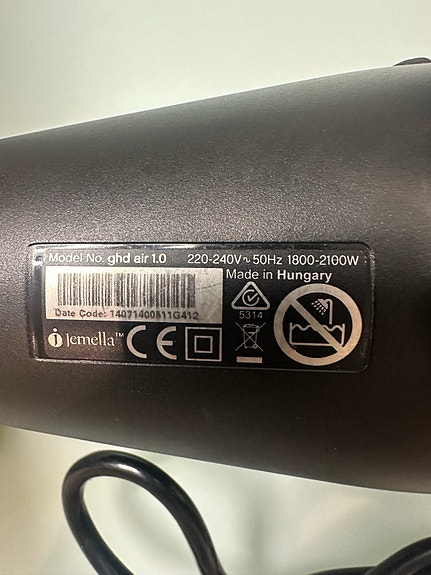 Model No. ghd air 1.0 220-240V~ 50Hz 1800-2100W
Made in Hungary
Date Code: 14071400511G412
5314
jemella™ CE